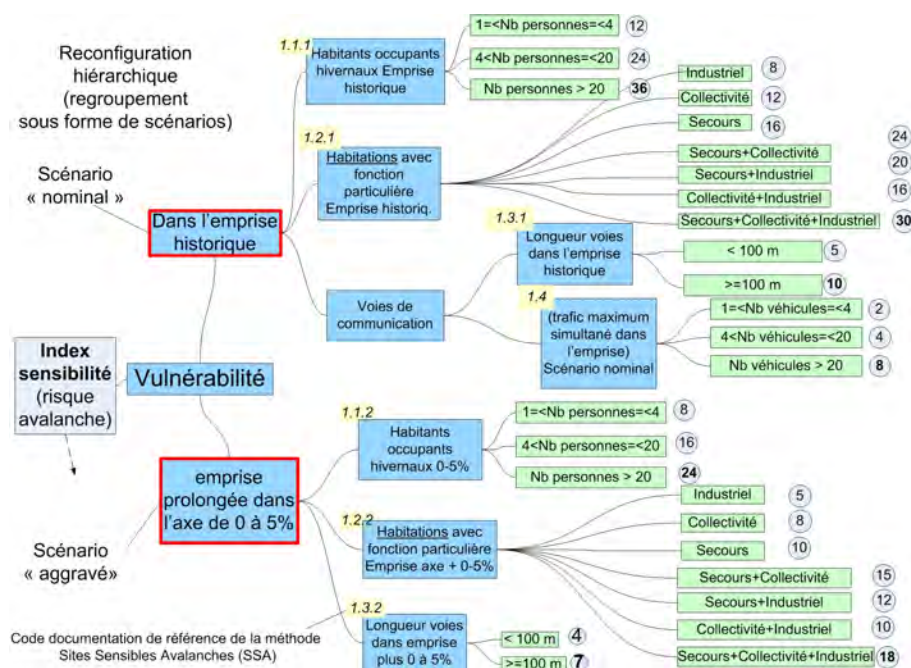 Reconfiguration
hiérarchique
(regroupement
sous forme de scénarios)
Scénario
« nominal »
Dans l'emprise
historique
1.1.1
Habitants occupants
hivernaux Emprise
historique
1=<Nb personnes=<4
12
4<Nb personnes=<20
24
Nb personnes > 20
36
1.2.1
Habitations avec
fonction
particulière
Emprise historiq.
Industriel
8
Collectivité
12
Secours
16
Secours+Collectivité
24
Secours+Industriel
20
Collectivité+Industriel
16
Secours+Collectivité+Industriel
30
Voies de
communication
1.3.1
Longueur voies
dans l'emprise
historique
< 100 m
5
>=100 m
10
1.4
(trafic maximum
simultané dans
l'emprise)
Scénario nominal
1=<Nb véhicules=<4
2
4<Nb véhicules=<20
4
Nb véhicules > 20
8
Index
sensibilité
(risque
avalanche)
Vulnérabilité
emprise
prolongée dans
l'axe de 0 à 5%
Scénario
« aggravé»
1.1.2
Habitants
occupants
hivernaux 0-5%
1=<Nb personnes=<4
8
4<Nb personnes=<20
16
Nb personnes > 20
24
1.2.2
Habitations avec
fonction particulière
Emprise axe + 0-5%
Industriel
5
Collectivité
8
Secours
10
Secours+Collectivité
15
Secours+Industriel
12
Collectivité+Industriel
10
Secours+Collectivité+Industriel
18
1.3.2
Longueur voies
dans emprise
plus 0 à 5%
< 100 m
4
>=100 m
7
Code documentation de référence de la méthode
Sites Sensibles Avalanches (SSA)